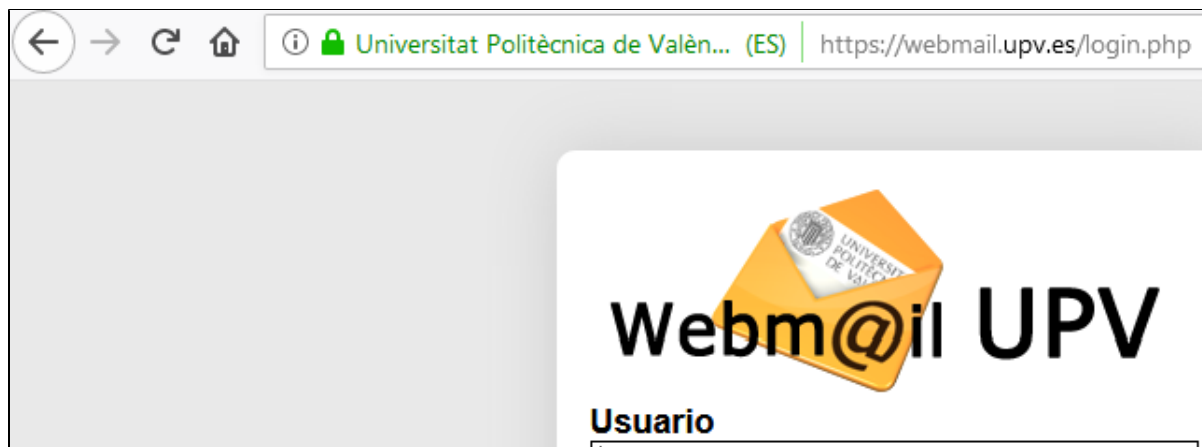 Universitat Politècnica de Valèn... (ES) https://webmail.upv.es/login.php
UNIVERSITAT
POLITÈCNICA
DE VALÈNCIA
Webm@il UPV
Usuario